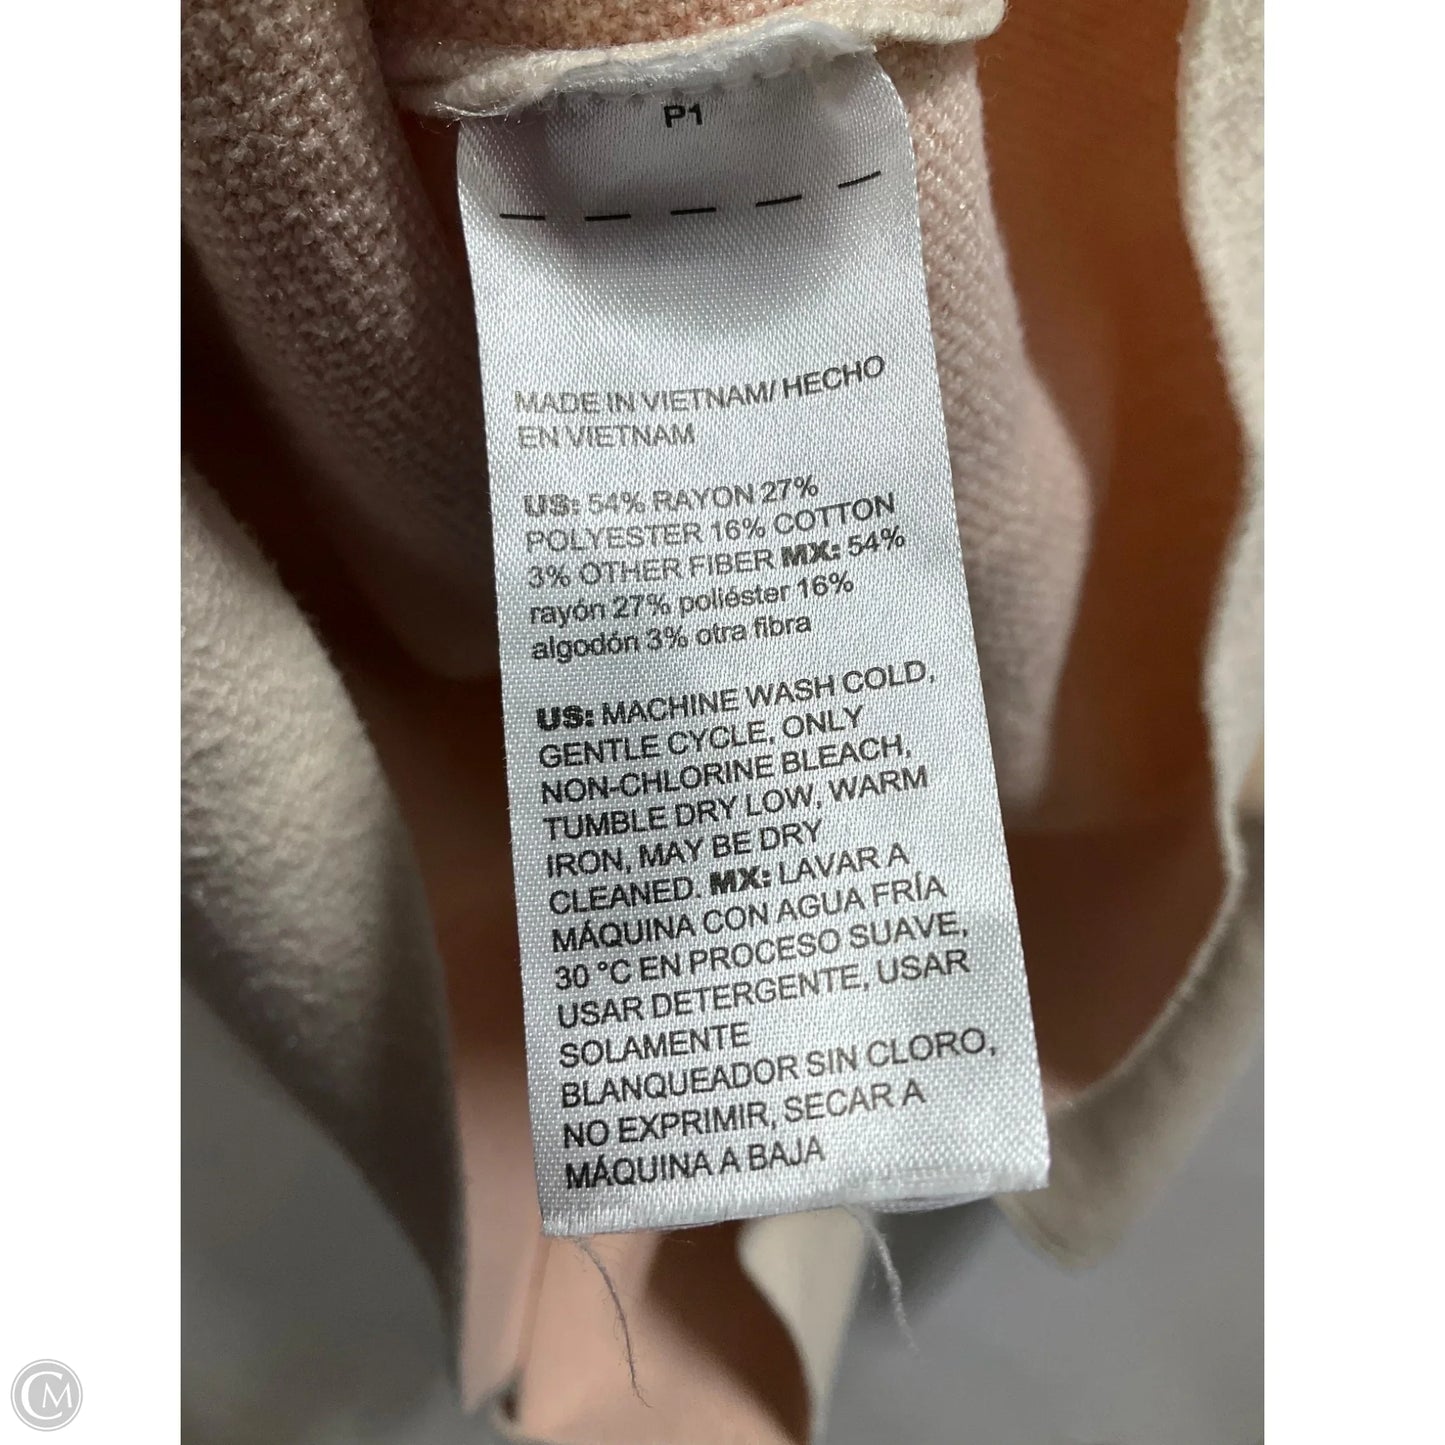 P1
MADE IN VIETNAM/ HECHO
EN VIETNAM
US: 54% RAYON 27%
POLYESTER 16% COTTON
3% OTHER FIBER MX: 54%
rayón 27% poliéster 16%
algodón 3% otra fibra
US: MACHINE WASH COLD,
GENTLE CYCLE, ONLY
NON-CHLORINE BLEACH,
TUMBLE DRY LOW, WARM
IRON, MAY BE DRY
CLEANED. MX: LAVAR A
MÁQUINA CON AGUA FRÍA
30 °C EN PROCESO SUAVE,
USAR DETERGENTE, USAR
SOLAMENTE
BLANQUEADOR SIN CLORO,
NO EXPRIMIR, SECAR A
MÁQUINA A BAJA
CM